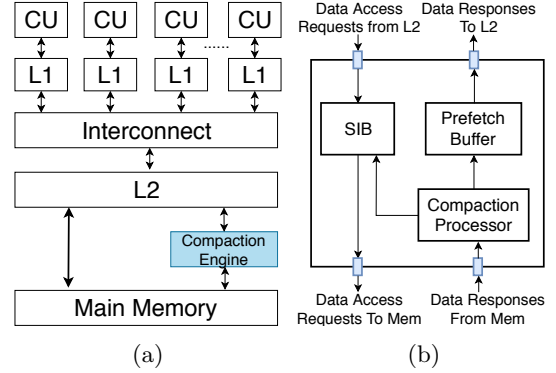 CU CU CU CU
......
L1 L1 L1 L1
Interconnect
L2
Compaction
Engine
Main Memory
(a)
Data Access
Requests from L2
Data Responses
To L2
SIB
Prefetch
Buffer
Compaction
Processor
Data Access
Requests To Mem
Data Responses
From Mem
(b)